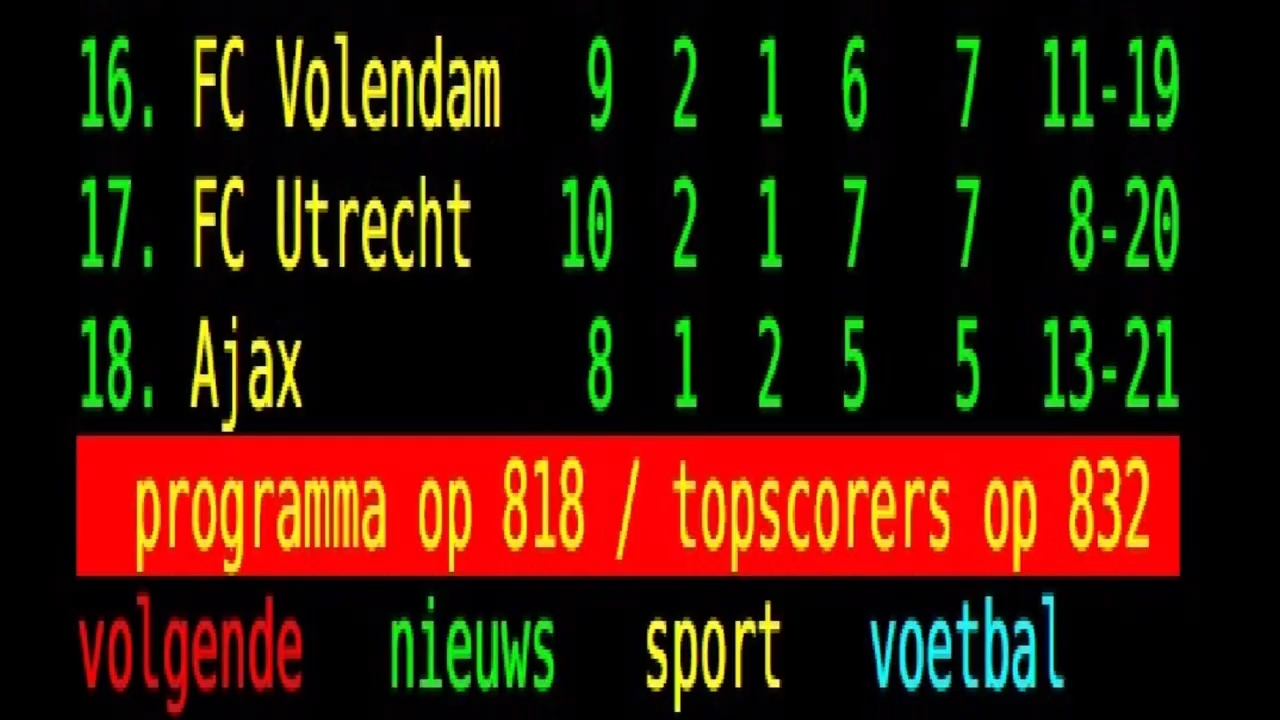 16. FC Volendam 9 2 1 6 7 11-19
17. FC Utrecht 10 2 1 7 7 8-20
18. Ajax 8 1 2 5 5 13-21
programma op 818 / topscorers op 832
volgende nieuws sport voetbal